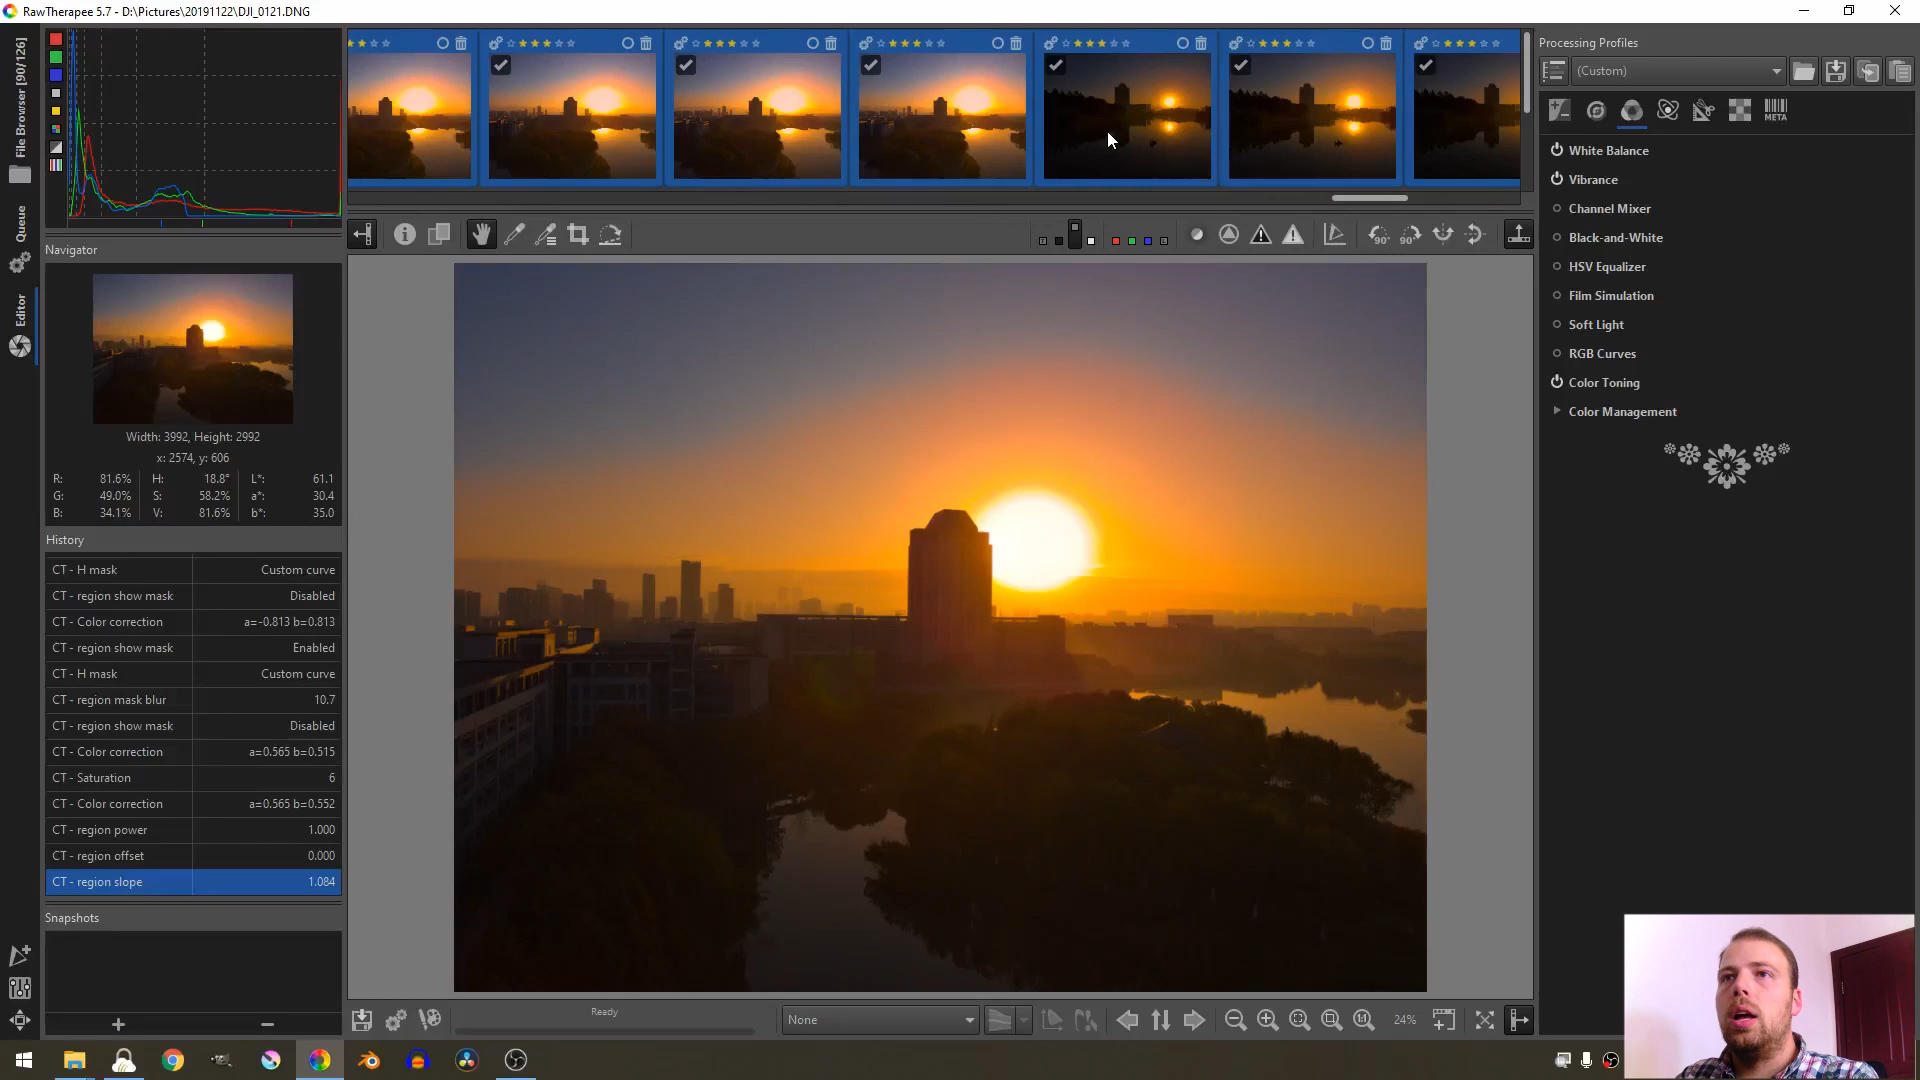 RawTherapee 5.7 - D:\Pictures\20191122\DJI_0121.DNG
File Browser [90/126]
Queue
Editor
Processing Profiles
(Custom)
META
White Balance
Vibrance
Channel Mixer
Black-and-White
HSV Equalizer
Film Simulation
Soft Light
RGB Curves
Color Toning
Color Management
Navigator
Width: 3992, Height: 2992
x: 2574, y: 606
R: 81.6% H: 18.8° L*: 61.1
G: 49.0% S: 58.2% a*: 30.4
B: 34.1% V: 81.6% b*: 35.0
History
CT - H mask Custom curve
CT - region show mask Disabled
CT - Color correction a=-0.813 b=0.813
CT - region show mask Enabled
CT - H mask Custom curve
CT - region mask blur 10.7
CT - region show mask Disabled
CT - Color correction a=0.565 b=0.515
CT - Saturation 6
CT - Color correction a=0.565 b=0.552
CT - region power 1.000
CT - region offset 0.000
CT - region slope 1.084
Snapshots
90° 90°
Ready
None
24%